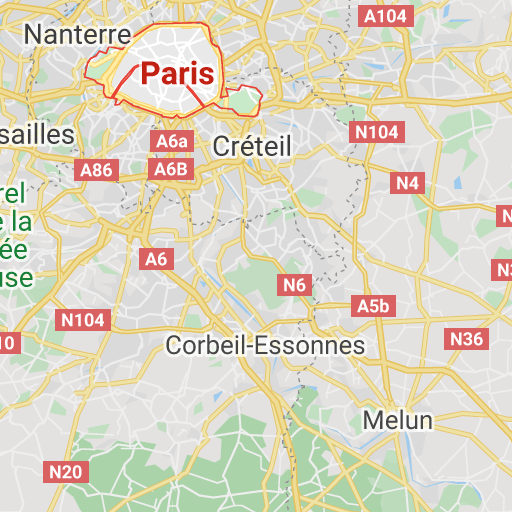 A104
Nanterre
Paris
sailles
A6a
Créteil
N104
A86
A6B
N4
rel
e la
ée
use
N
A6
N3
N6
A5b
N104
10
N36
Corbeil-Essonnes
Melun
N20